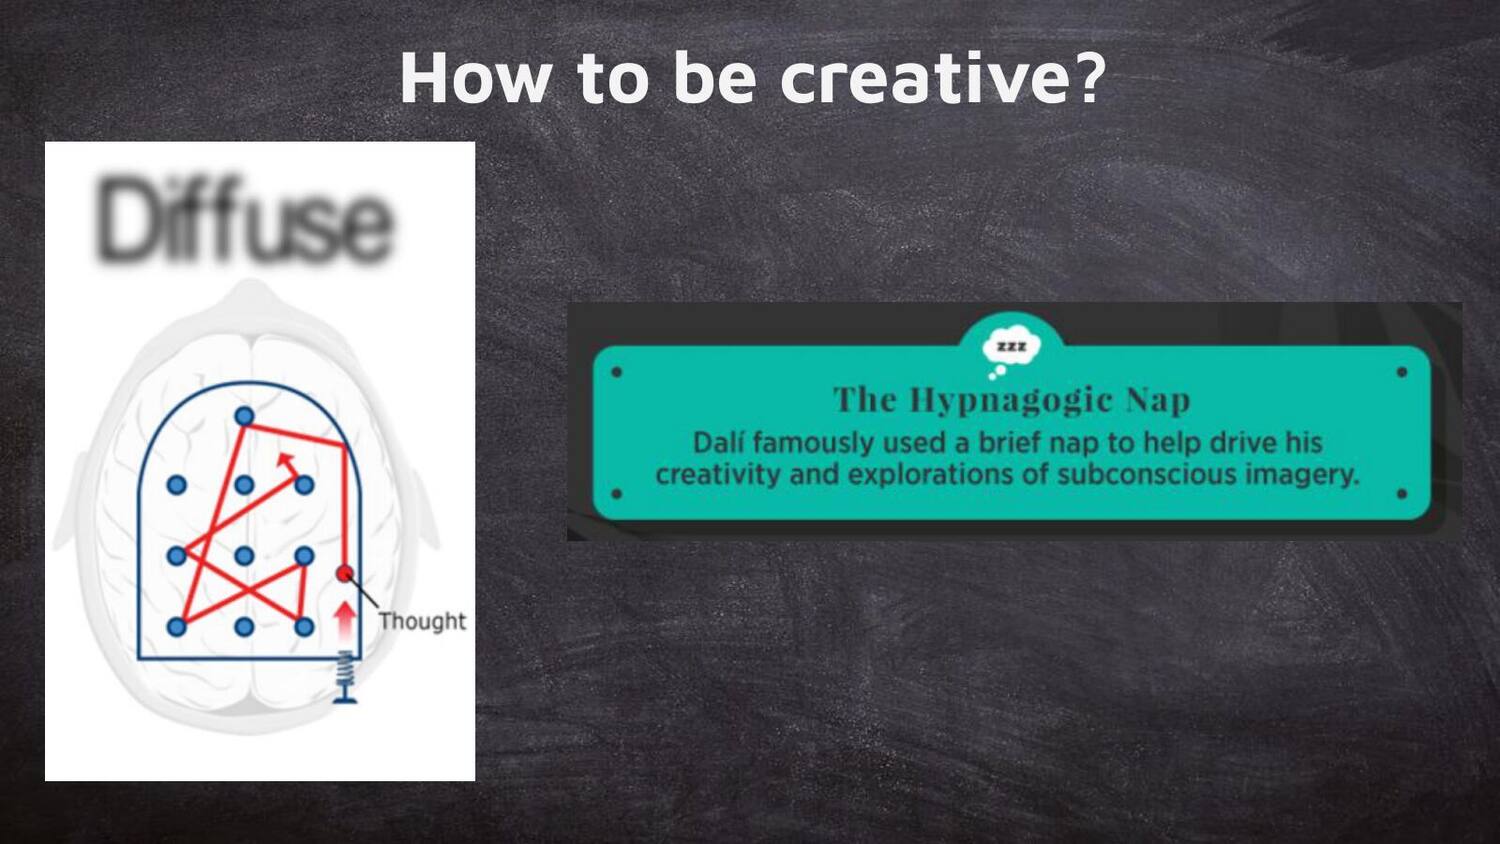 How to be creative?
Diffuse
Thought
zzz
The Hypnagogic Nap
Dalí famously used a brief nap to help drive his
creativity and explorations of subconscious imagery.